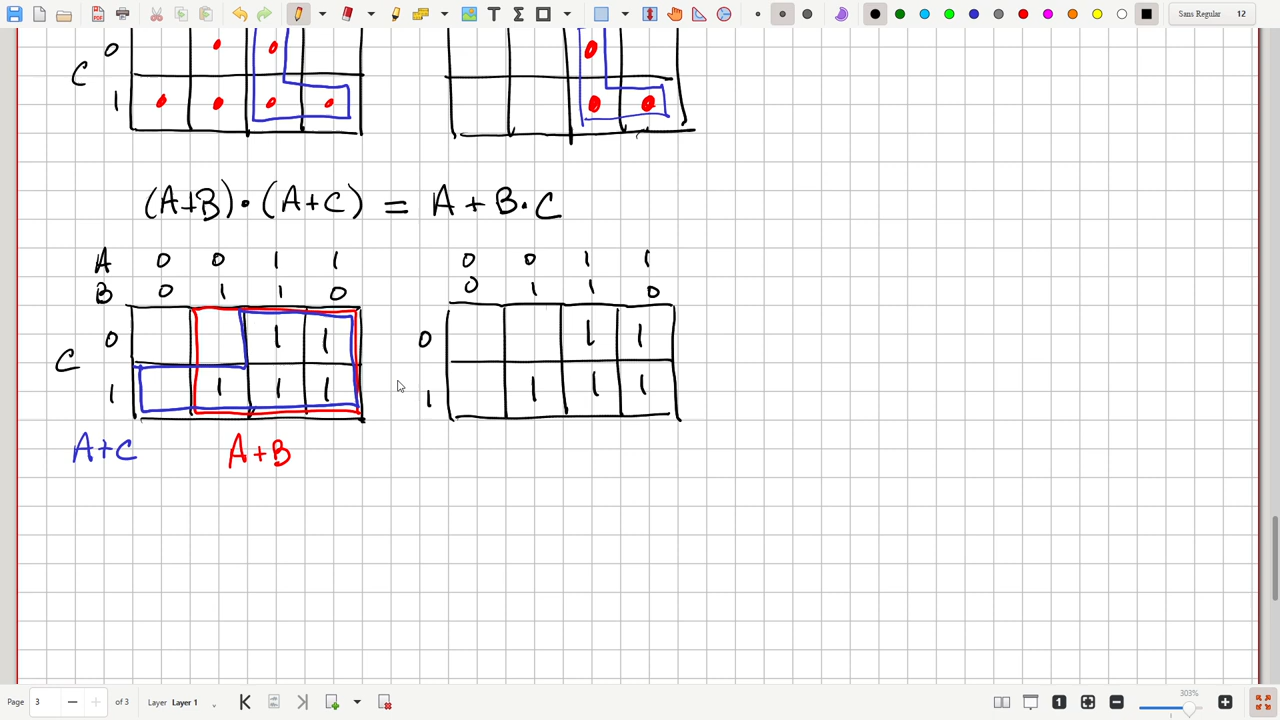 Sans Regular 12
0
C
1
(A+B)·(A+C) = A+B·C
A 0 0 1 1 0 0 1 1
B 0 1 1 0 0 1 1 0
0 1 1 0 1 1
C
1 1 1 1 1 1 1 1
A+C A+B
Page 3 of 3 Layer Layer 1 303%